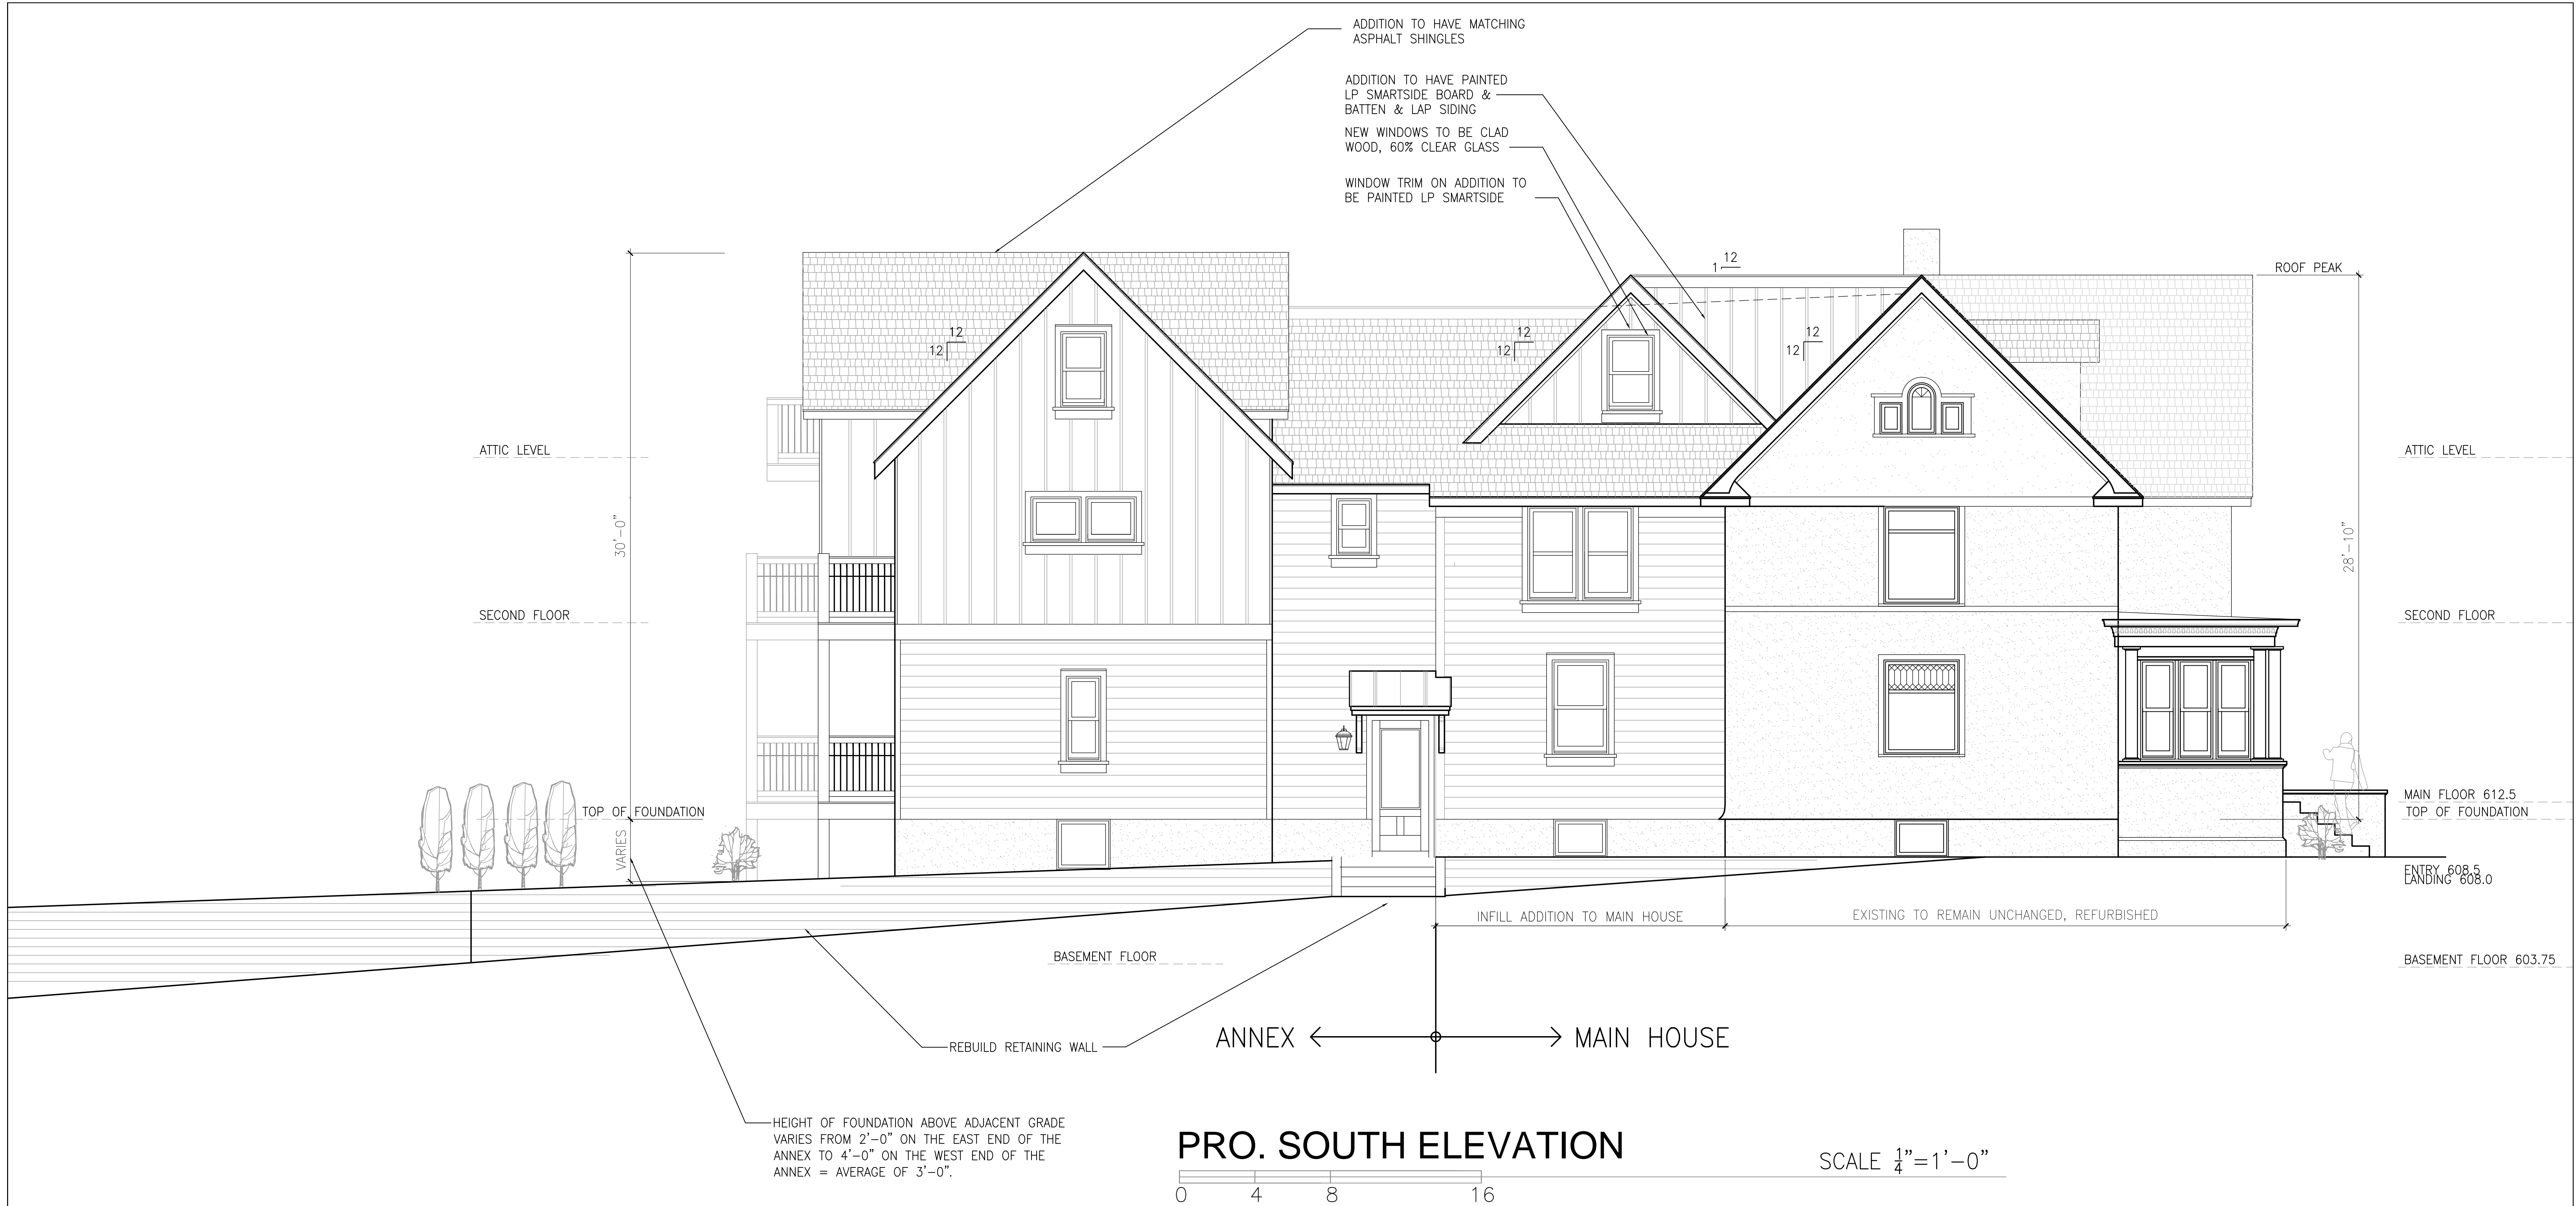 ADDITION TO HAVE MATCHING
ASPHALT SHINGLES
ADDITION TO HAVE PAINTED
LP SMARTSIDE BOARD &
BATTEN & LAP SIDING
NEW WINDOWS TO BE CLAD
WOOD, 60% CLEAR GLASS
WINDOW TRIM ON ADDITION TO
BE PAINTED LP SMARTSIDE
12
1
ROOF PEAK
12
12
12
12
12
12
ATTIC LEVEL
ATTIC LEVEL
30'-0"
28'-10"
SECOND FLOOR
SECOND FLOOR
MAIN FLOOR 612.5
TOP OF FOUNDATION
TOP OF FOUNDATION
VARIES
ENTRY 608.5
LANDING 608.0
INFILL ADDITION TO MAIN HOUSE
EXISTING TO REMAIN UNCHANGED, REFURBISHED
BASEMENT FLOOR
BASEMENT FLOOR 603.75
ANNEX
MAIN HOUSE
REBUILD RETAINING WALL
HEIGHT OF FOUNDATION ABOVE ADJACENT GRADE
VARIES FROM 2'-0" ON THE EAST END OF THE
ANNEX TO 4'-0" ON THE WEST END OF THE
ANNEX = AVERAGE OF 3'-0".
PRO. SOUTH ELEVATION
SCALE 1/4"=1'-0"
0 4 8 16